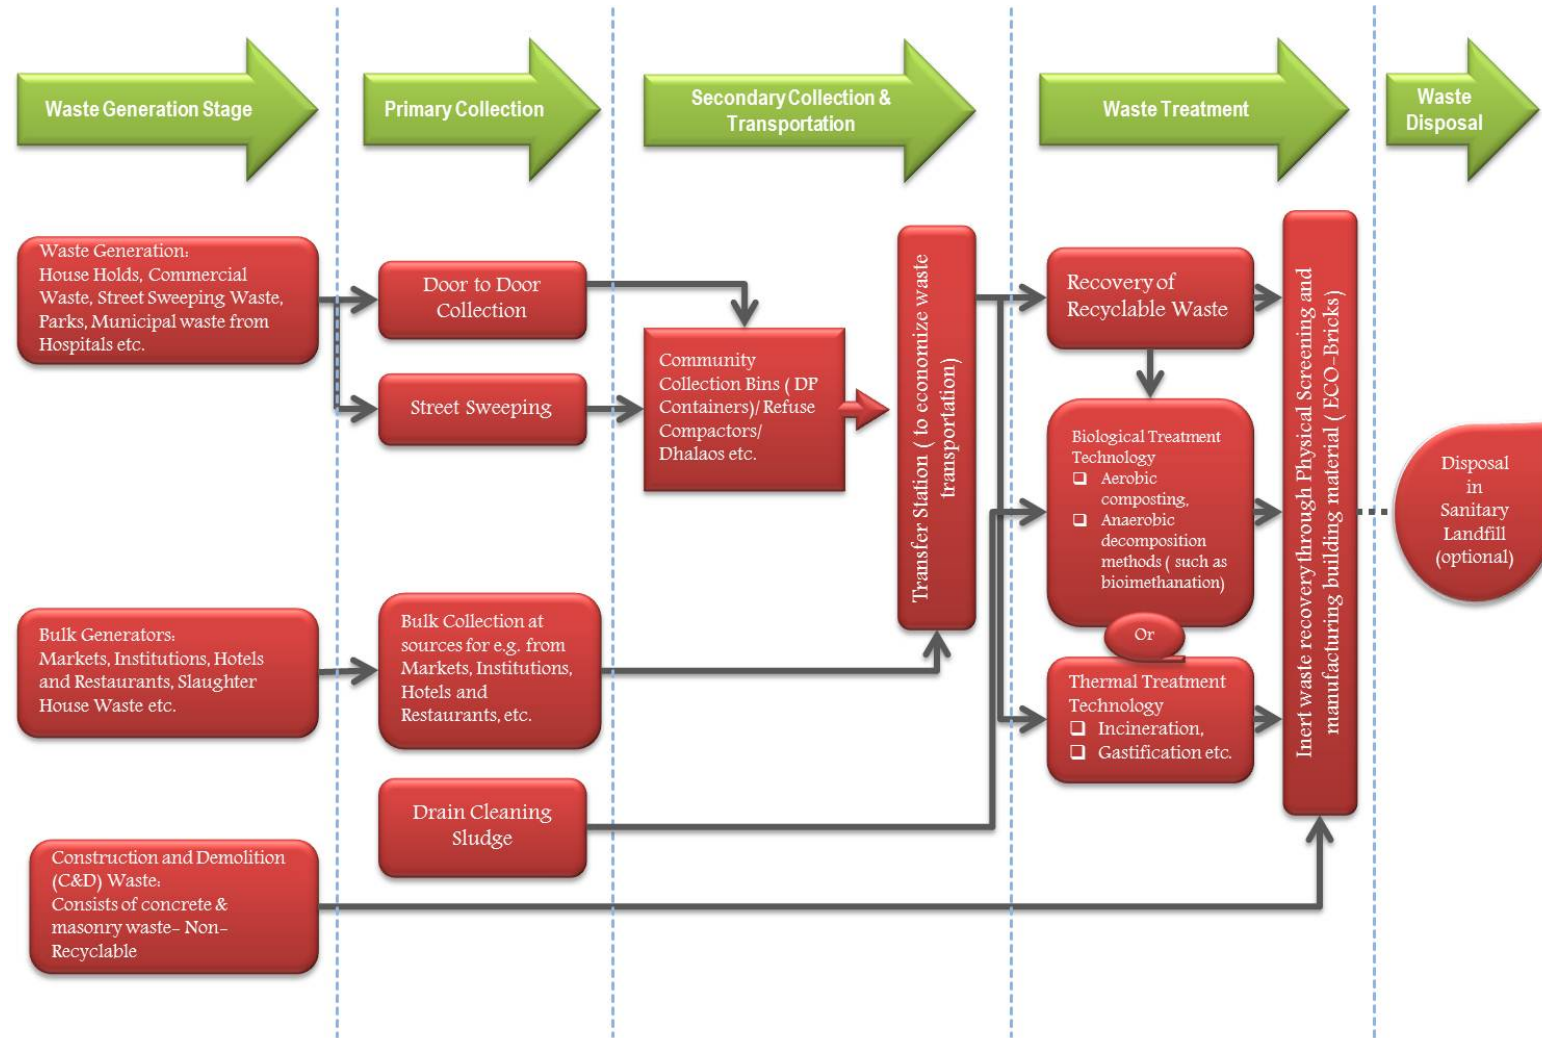 Waste Generation Stage
Primary Collection
Secondary Collection &
Transportation
Waste Treatment
Waste
Disposal
Waste Generation:
House Holds, Commercial
Waste, Street Sweeping Waste,
Parks, Municipal waste from
Hospitals etc.
Door to Door
Collection
Street Sweeping
Community
Collection Bins ( DP
Containers)/ Refuse
Compactors/
Dhalaos etc.
Transfer Station ( to economize waste
transportation)
Recovery of
Recyclable Waste
Biological Treatment
Technology
Aerobic
composting,
Anaerobic
decomposition
methods ( such as
bioimethanation)
Or
Thermal Treatment
Technology
Incineration,
Gastification etc.
Inert waste recovery through Physical Screening and
manufacturing building material ( ECO-Bricks)
Disposal
in
Sanitary
Landfill
(optional)
Bulk Generators:
Markets, Institutions, Hotels
and Restaurants, Slaughter
House Waste etc.
Bulk Collection at
sources for e.g. from
Markets, Institutions,
Hotels and
Restaurants, etc.
Drain Cleaning
Sludge
Construction and Demolition
(C&D) Waste:
Consists of concrete &
masonry waste- Non-
Recyclable